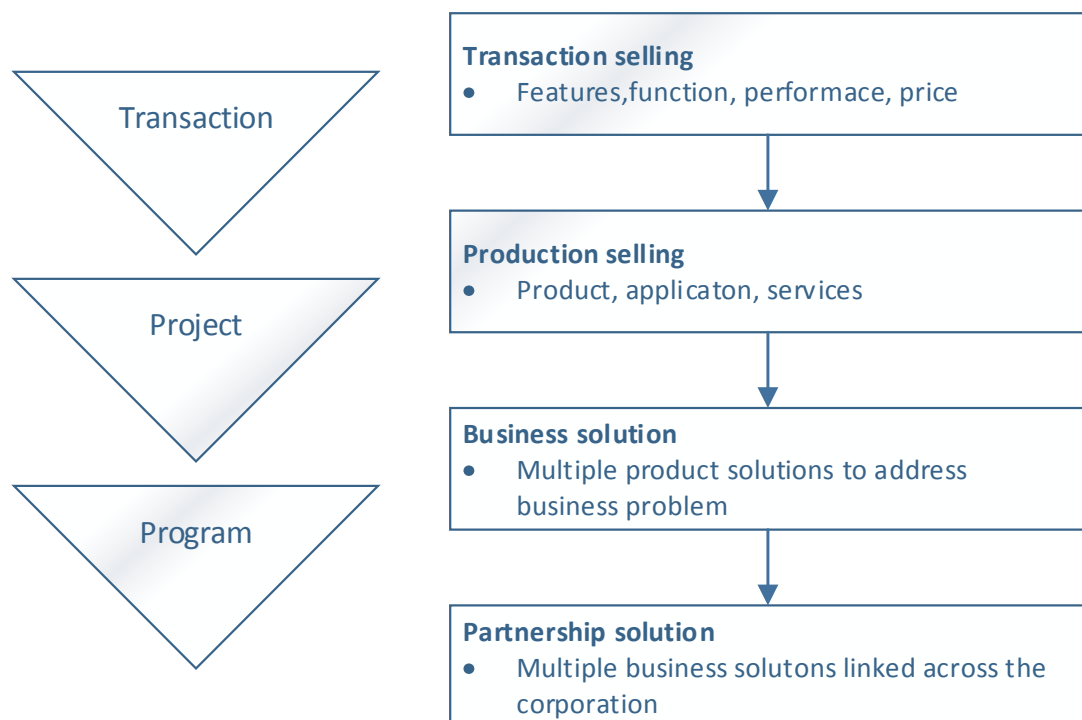 Transaction
Project
Program
Transaction selling
• Features,function, performace, price
Production selling
• Product, applicaton, services
Business solution
• Multiple product solutions to address
business problem
Partnership solution
• Multiple business solutons linked across the
corporation